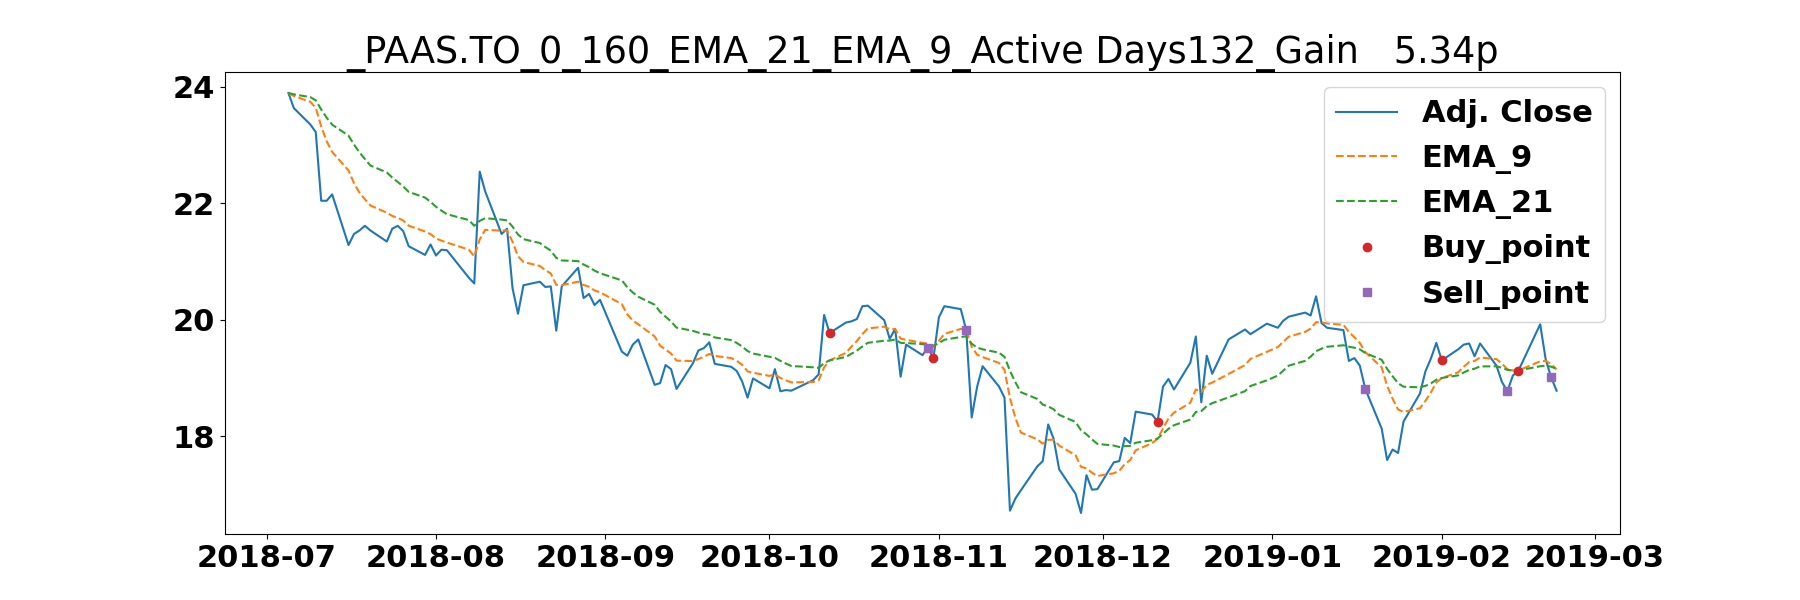 _PAAS.TO_0_160_EMA_21_EMA_9_Active Days132_Gain   5.34p
24
22
20
18
Adj. Close
EMA_9
EMA_21
Buy_point
Sell_point
2018-07 2018-08 2018-09 2018-10 2018-11 2018-12 2019-01 2019-02 2019-03